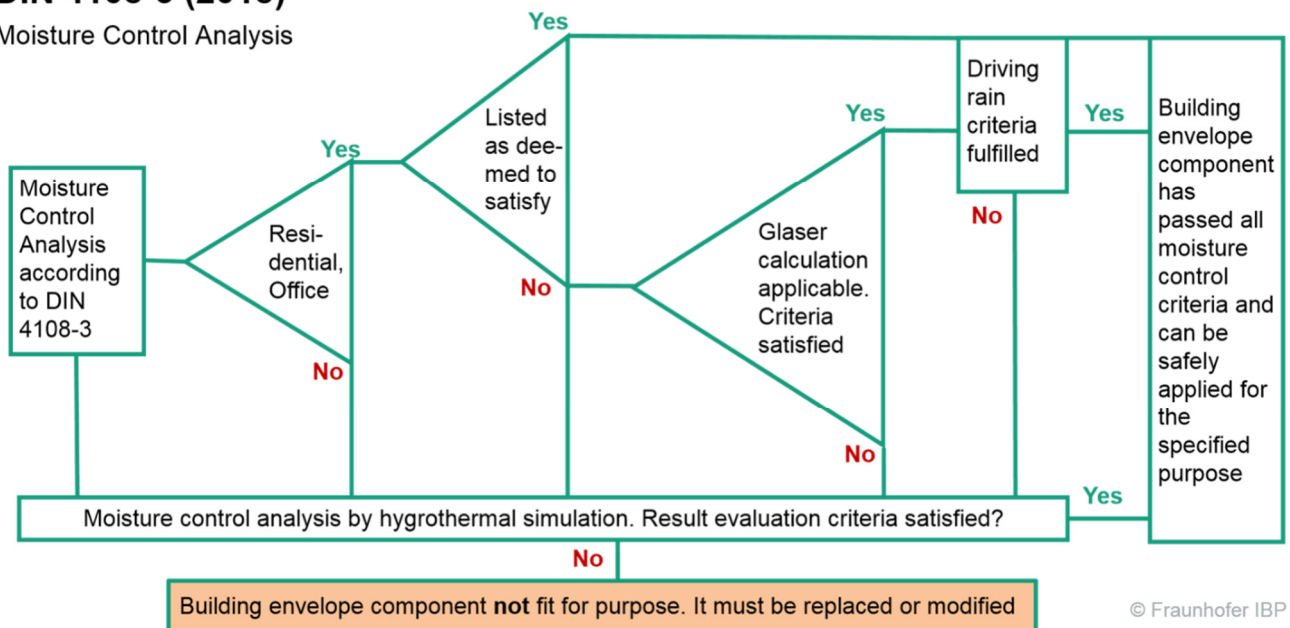 Moisture Control Analysis
Yes
Yes
Listed
as dee-
med to
satisfy
No
Driving
rain
criteria
fulfilled
Yes
No
Yes
Building
envelope
component
has
passed all
moisture
control
criteria and
can be
safely
applied for
the
specified
purpose
Moisture
Control
Analysis
according
to DIN
4108-3
Resi-
dential,
Office
No
Glaser
calculation
applicable.
Criteria
satisfied
No
Moisture control analysis by hygrothermal simulation. Result evaluation criteria satisfied?
Yes
No
Building envelope component not fit for purpose. It must be replaced or modified
© Fraunhofer IBP